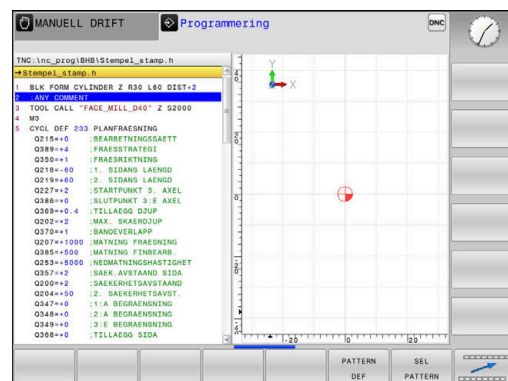 MANUELL DRIFT
Programmering
DNC
TNC:\nc_prog\BHB\Stempel_stamp.h
→Stempel_stamp.h
1 BLK FORM CYLINDER Z R30 L60 DIST+2
2 ;ANY COMMENT
3 TOOL CALL "FACE_MILL_D40" Z S2000
4 M3
5 CYCL DEF 233 PLANFRAESNING
Q215=+0 ;BEARBETNINGSSAETT
Q389=+4 ;FRAESSTRATEGI
Q350=+1 ;FRAESRIKTNING
Q218=-60 ;1. SIDANS LAENGD
Q219=+60 ;2. SIDANS LAENGD
Q227=+2 ;STARTPUNKT 3. AXEL
Q386=+0 ;SLUTPUNKT 3:E AXEL
Q369=+0.4 ;TILLAEGG DJUP
Q202=+2 ;MAX. SKAERDJUP
Q370=+1 ;BANOEVERLAPP
Q207=+1000 ;MATNING FRAESNING
Q385=+500 ;MATNING FINBEARB.
Q253=+5000 ;NEDMATNINGSHASTIGHET
Q357=+2 ;SAEK.AVSTAAND SIDA
Q200=+2 ;SAEKERHETSAVSTAAND
Q204=+50 ;2. SAEKERHETSAVST.
Q347=+0 ;1:A BEGRAENSNING
Q348=+0 ;2:A BEGRAENSNING
Q349=+0 ;3:E BEGRAENSNING
Q368=+0 ;TILLAEGG SIDA
Y
X
0
-20
0
20
PATTERN
DEF
SEL
PATTERN